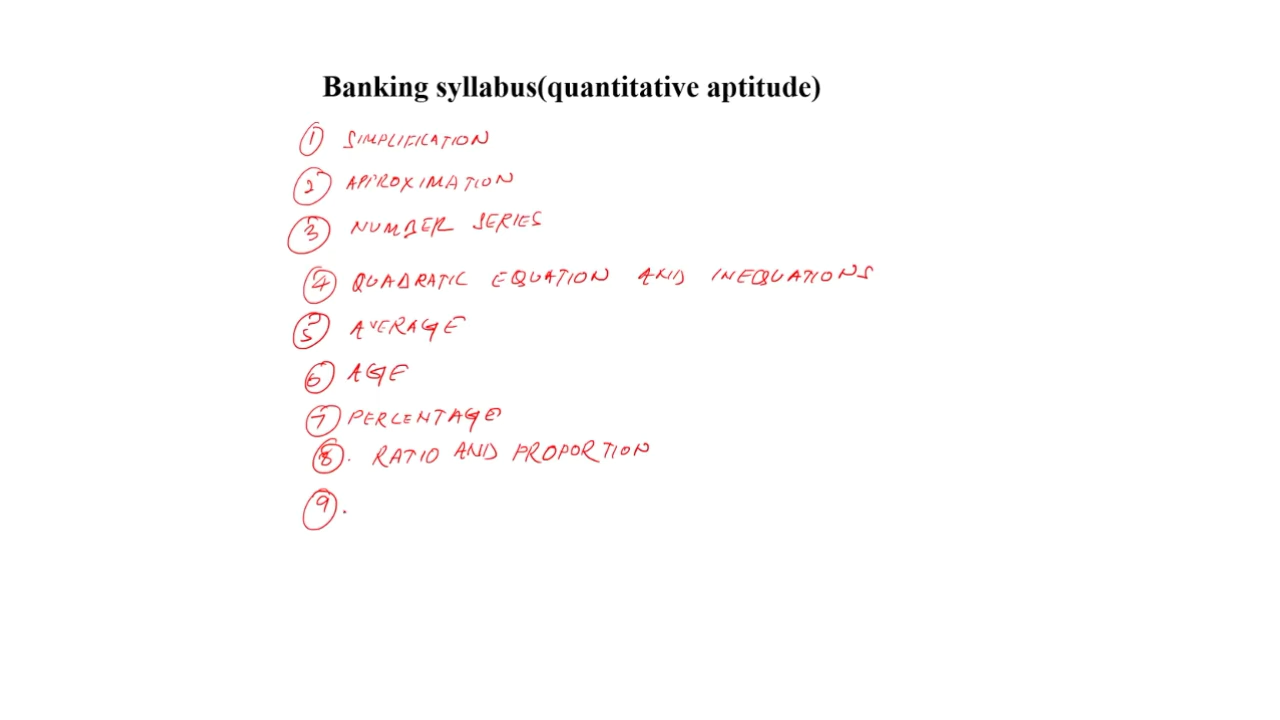 Banking syllabus(quantitative aptitude)
① SIMPLIFICATION
② APPROXIMATION
③ NUMBER SERIES
④ QUADRATIC EQUATION AND INEQUATIONS
⑤ AVERAGE
⑥ AGE
⑦ PERCENTAGE
⑧. RATIO AND PROPORTION
⑨.